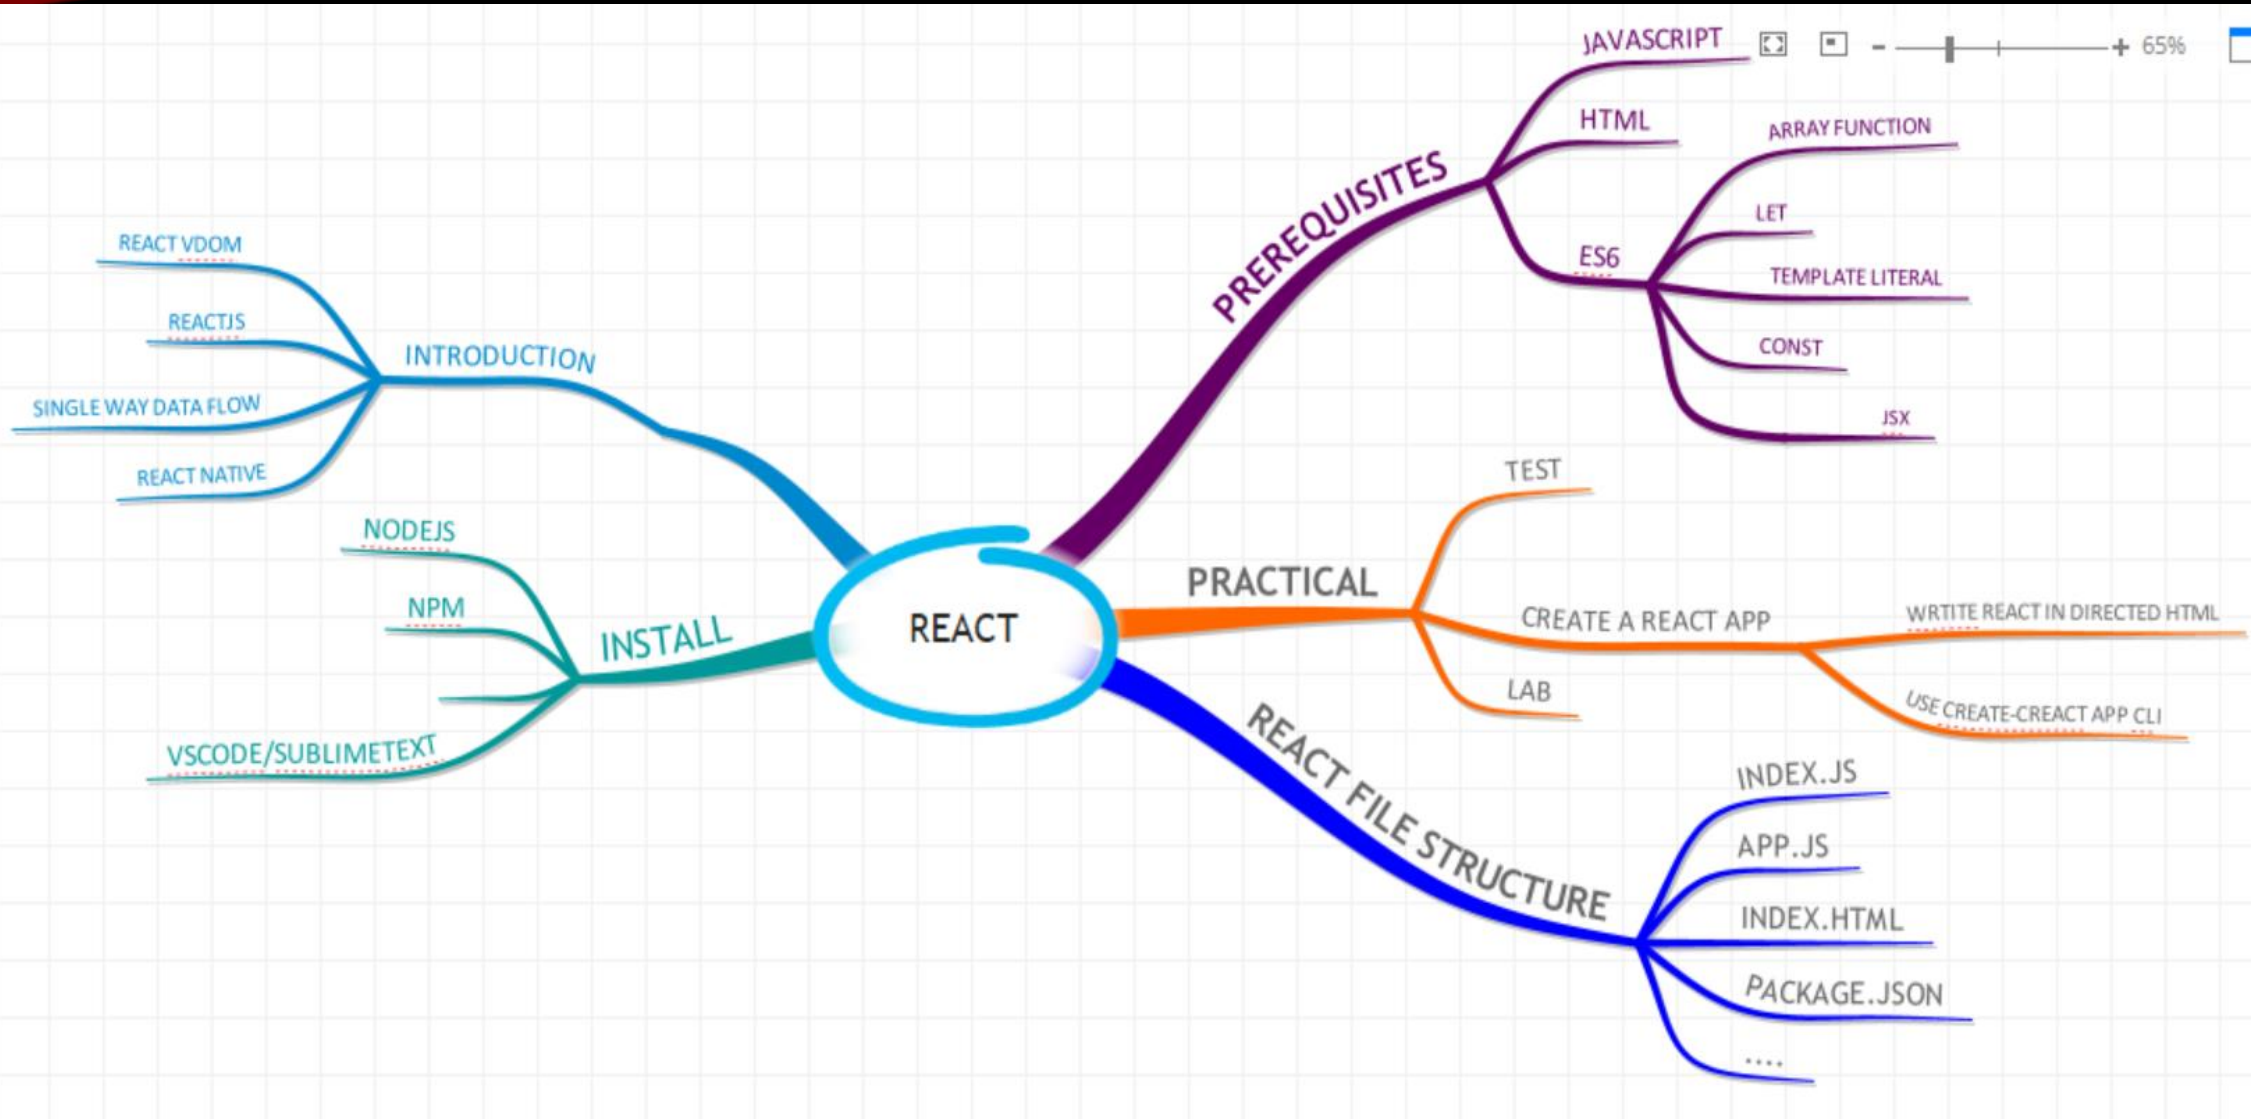 JAVASCRIPT
65%
HTML
ARRAY FUNCTION
PREREQUISITES
LET
ES6
TEMPLATE LITERAL
CONST
JSX
REACT VDOM
REACTJS
INTRODUCTION
SINGLE WAY DATA FLOW
REACT NATIVE
NODEJS
NPM
INSTALL
VSCODE/SUBLIMETEXT
REACT
TEST
PRACTICAL
CREATE A REACT APP
WRTITE REACT IN DIRECTED HTML
LAB
USE CREATE-CREACT APP CLI
REACT FILE STRUCTURE
INDEX.JS
APP.JS
INDEX.HTML
PACKAGE.JSON
....